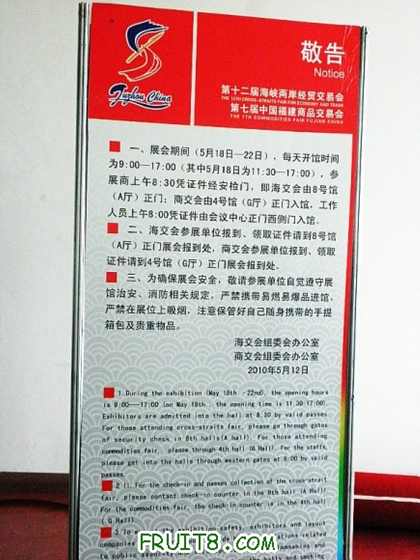 敬告
Notice
Fuzhou China
第十二届海峡两岸经贸交易会
THE 12TH CROSS-STRAITS FAIR FOR ECONOMY AND TRADE
第七届中国福建商品交易会
THE 7TH COMMODITIES FAIR FUJIAN CHINA
一、展会期间（5月18日—22日），每天开馆时间
为9:00—17:00（其中5月18日为11:30-17:00），参
展商上午8:30凭证件经安检门，即海交会由8号馆
（A厅）正门；商交会由4号馆（G厅）正门入馆，工作
人员上午8:00凭证件由会议中心正门西侧门入馆.
二、海交会参展单位报到、领取证件请到8号馆
（A厅）正门展会报到处，商交会参展单位报到、领取
证件请到4号馆（G厅）正门展会报到处.
三、为确保展会安全，敬请参展单位自觉遵守展
馆治安、消防相关规定，严禁携带易燃易爆品进馆，
严禁在展位上吸烟，注意保管好自己随身携带的手提
箱包及贵重物品。
海交会组委会办公室
商交会组委会办公室
2010年5月12日
1.During the exhibition (May 18th - 22nd), the opening hours
is 9:00--17:00 (on May 18th , the opening time is 11:30-17:00).
Exhibitors are admitted into the hall at 8:30 by valid passes.
For those attending cross-straits fair, please go through gates
of security check in 8th halls(A hall). For those attending
commodities fair, please through 4th hall (G Hall). For the staffs,
please get into the halls through western gates at 8:00 by valid
passes.
2 For the check-in and passes collection of the cross-strait
fair, please contact check-in counter in the 8th hall (A Hall).
For the commodities fair, the check-in counter is in the 4th hall
(G Hall).
3.To exhibition safety, exhibitors and
FRUIT8.COM